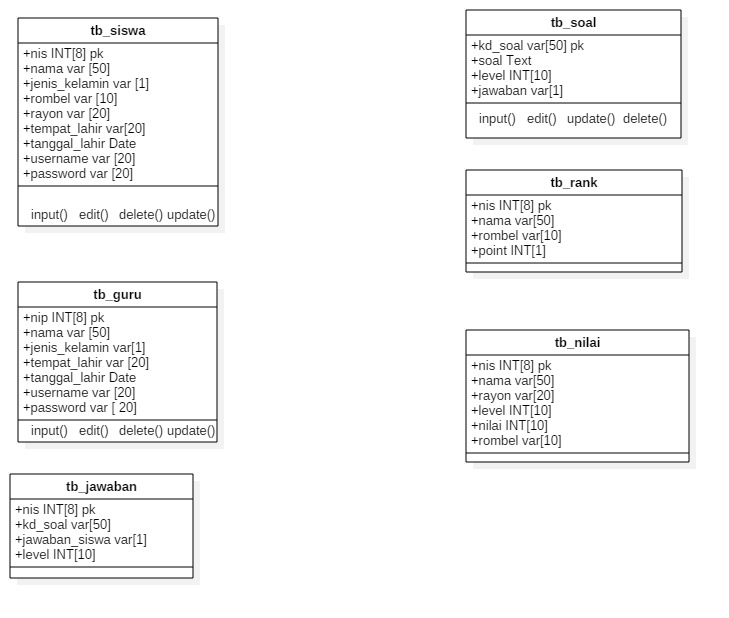 tb_siswa
+nis INT[8] pk
+nama var [50]
+jenis_kelamin var [1]
+rombel var [10]
+rayon var [20]
+tempat_lahir var[20]
+tanggal_lahir Date
+username var [20]
+password var [20]
input() edit() delete() update()
tb_guru
+nip INT[8] pk
+nama var [50]
+jenis_kelamin var[1]
+tempat_lahir var [20]
+tanggal_lahir Date
+username var [20]
+password var [ 20]
input() edit() delete() update()
tb_jawaban
+nis INT[8] pk
+kd_soal var[50]
+jawaban_siswa var[1]
+level INT[10]
tb_soal
+kd_soal var[50] pk
+soal Text
+level INT[10]
+jawaban var[1]
input() edit() update() delete()
tb_rank
+nis INT[8] pk
+nama var[50]
+rombel var[10]
+point INT[1]
tb_nilai
+nis INT[8] pk
+nama var[50]
+rayon var[20]
+level INT[10]
+nilai INT[10]
+rombel var[10]